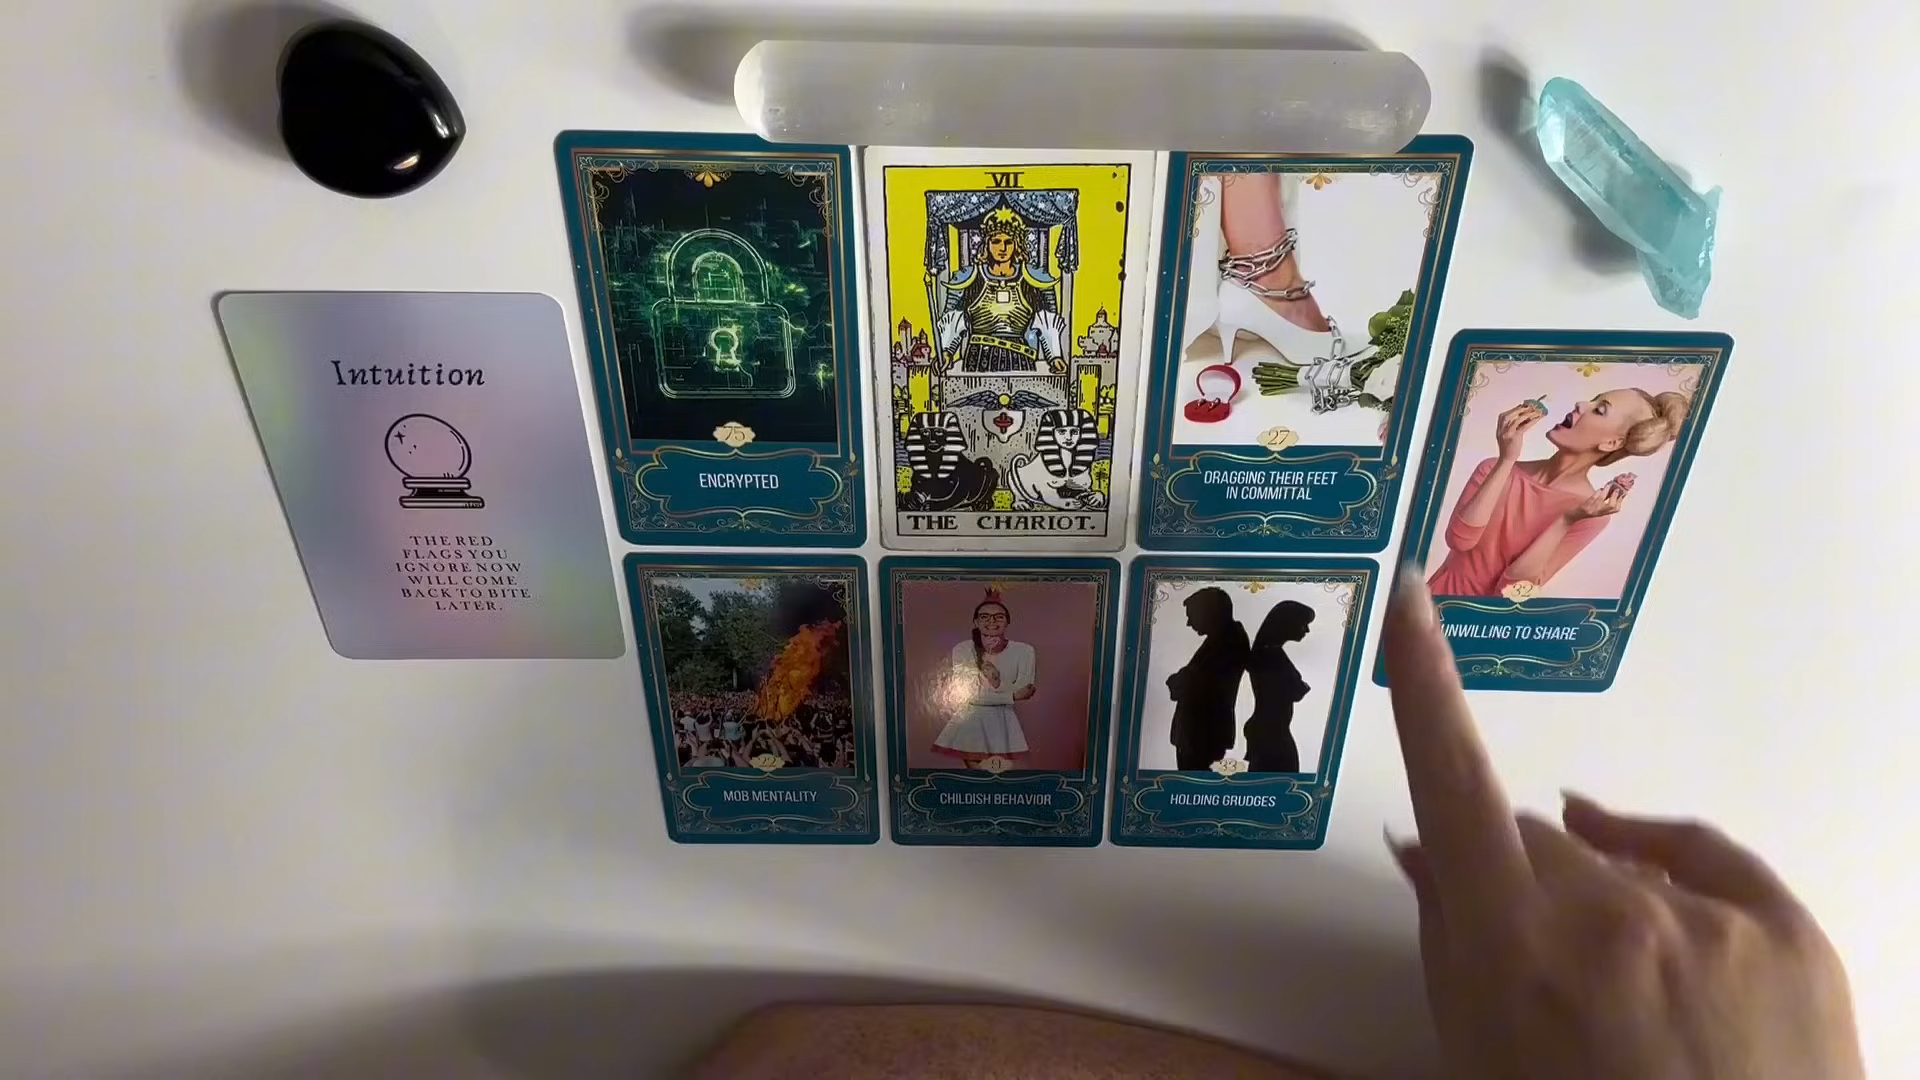 Intuition
THE RED
FLAGS YOU
IGNORE NOW
WILL COME
BACK TO BITE
LATER.
75
ENCRYPTED
VII
THE CHARIOT.
27
DRAGGING THEIR FEET
IN COMMITTAL
32
UNWILLING TO SHARE
22
MOB MENTALITY
9
CHILDISH BEHAVIOR
33
HOLDING GRUDGES